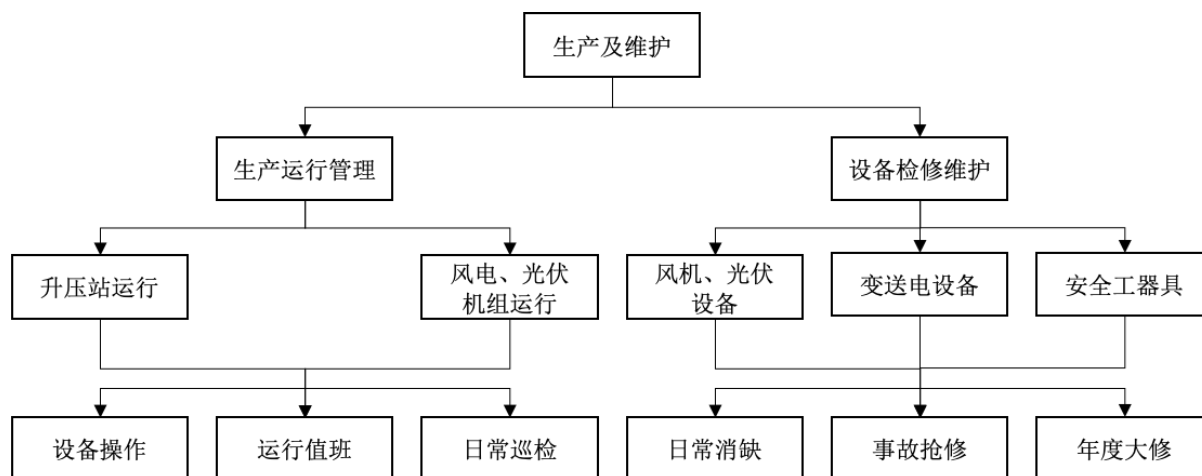 生产及维护
生产运行管理
设备检修维护
升压站运行
风电、光伏
机组运行
风机、光伏
设备
变送电设备
安全工器具
设备操作
运行值班
日常巡检
日常消缺
事故抢修
年度大修